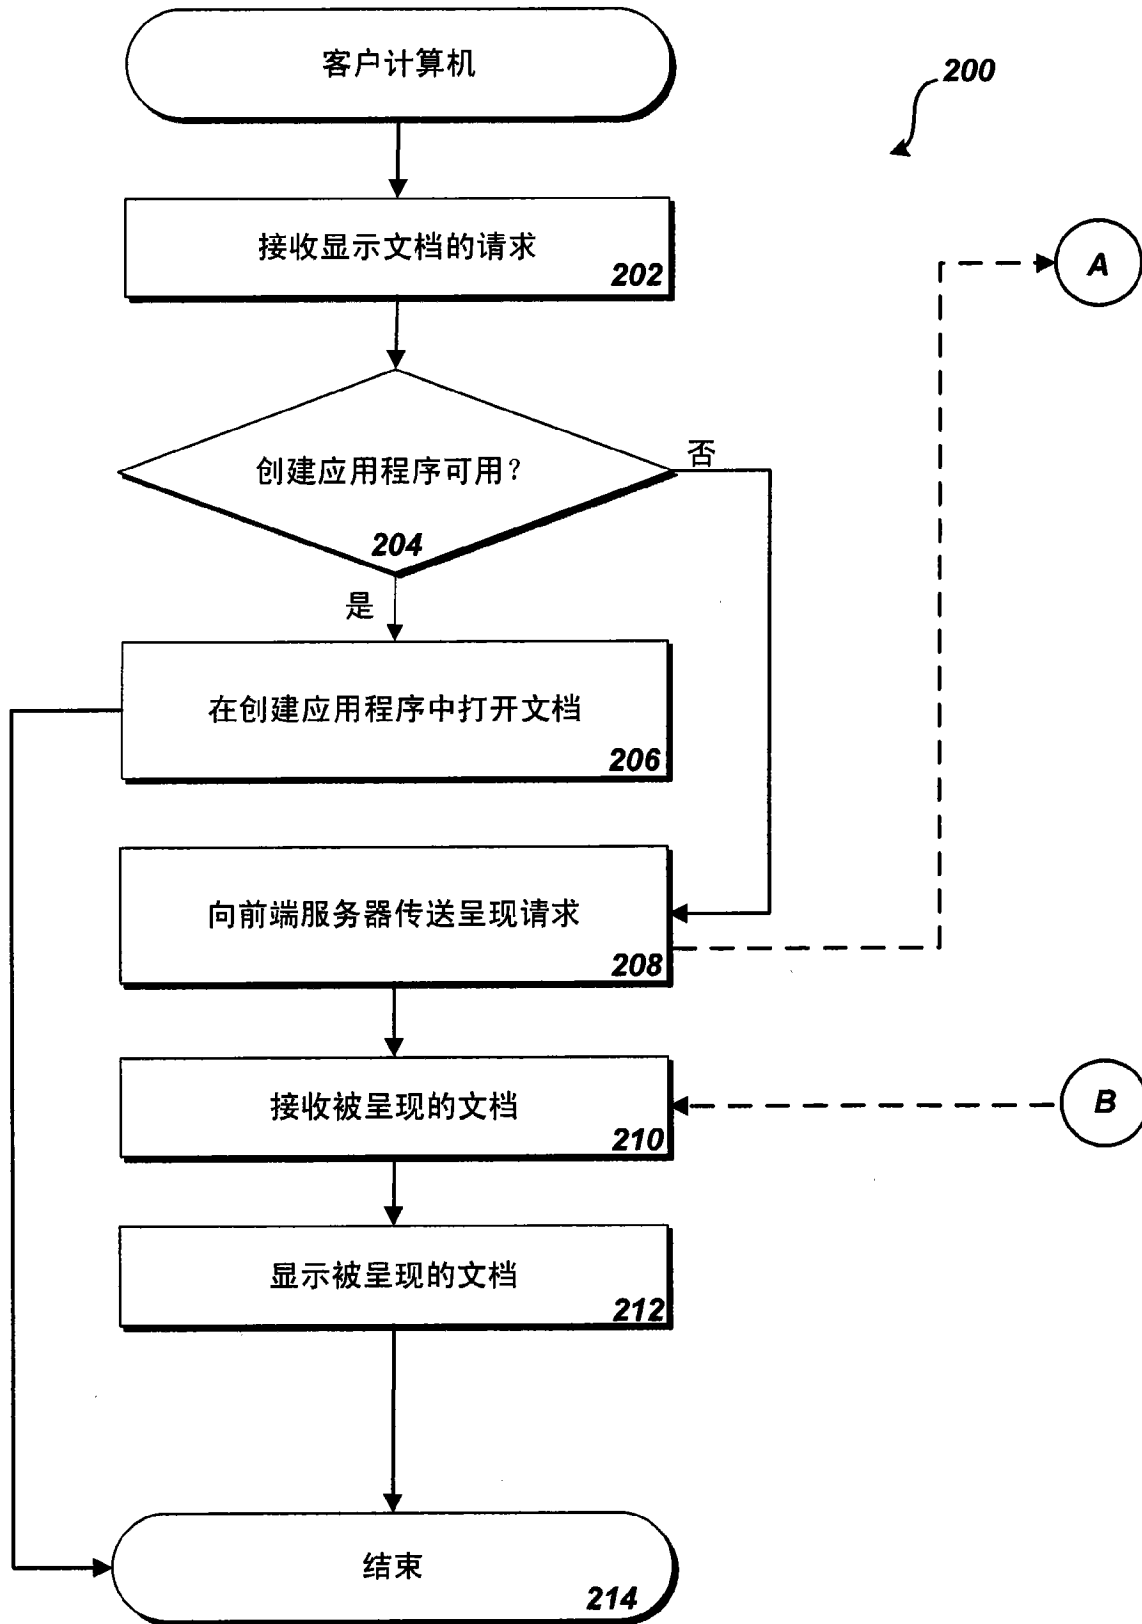 客户计算机
200
接收显示文档的请求
202
A
创建应用程序可用?
否
204
是
在创建应用程序中打开文档
206
向前端服务器传送呈现请求
208
接收被呈现的文档
210
B
显示被呈现的文档
212
结束
214